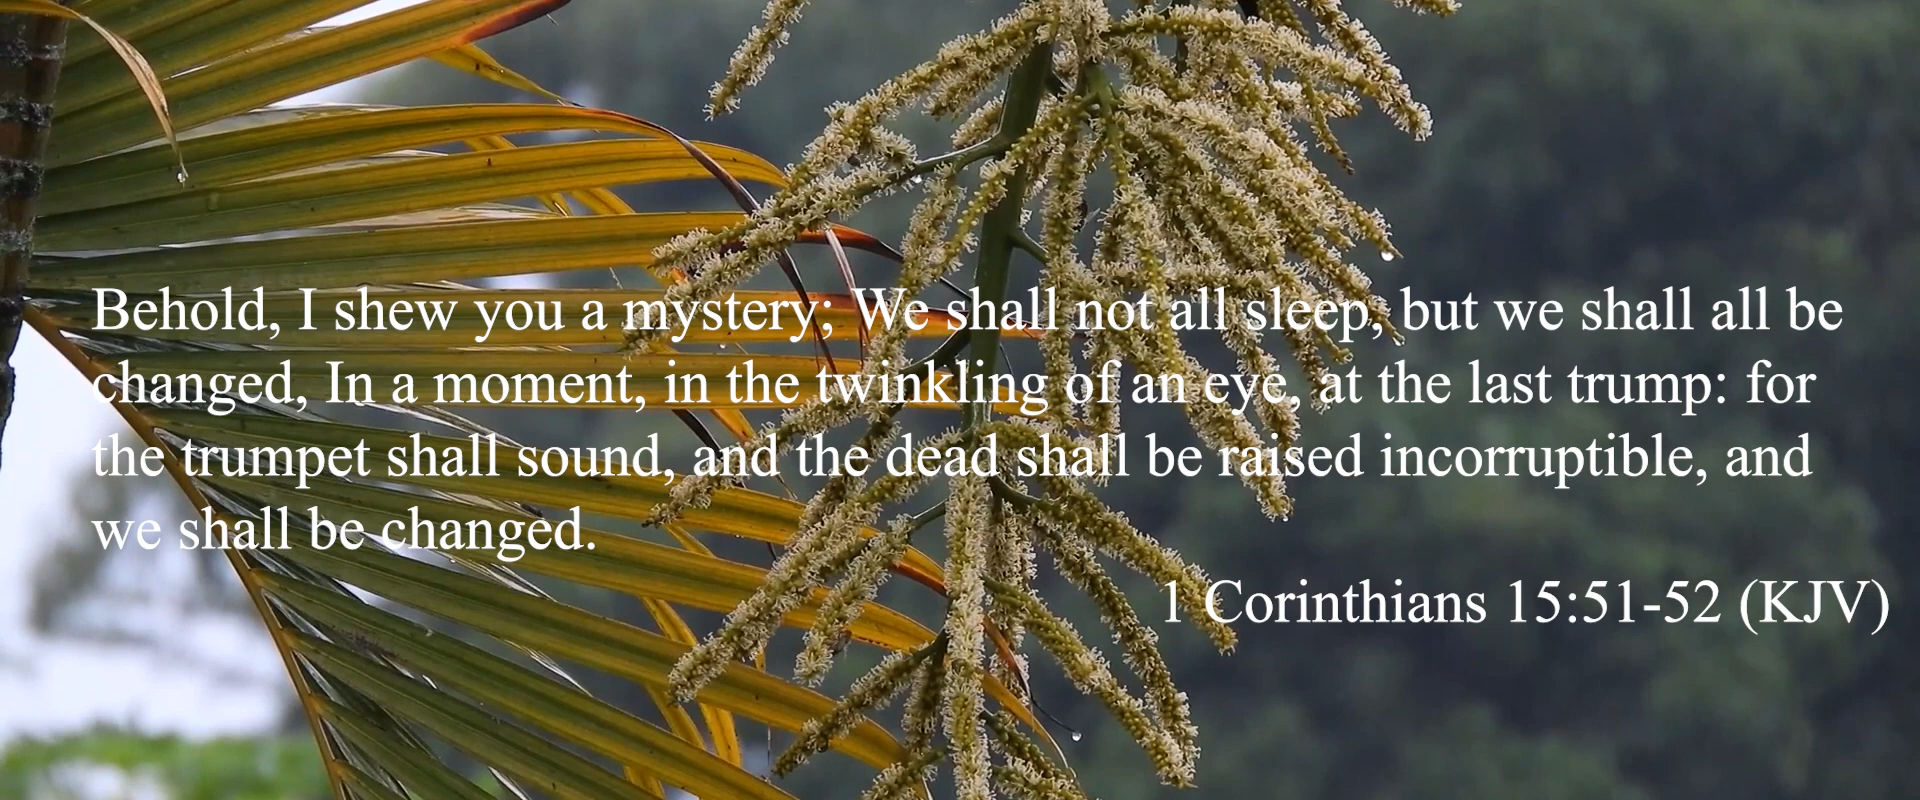 Behold, I shew you a mystery; We shall not all sleep, but we shall all be
changed, In a moment, in the twinkling of an eye, at the last trump: for
the trumpet shall sound, and the dead shall be raised incorruptible, and
we shall be changed.
1 Corinthians 15:51-52 (KJV)